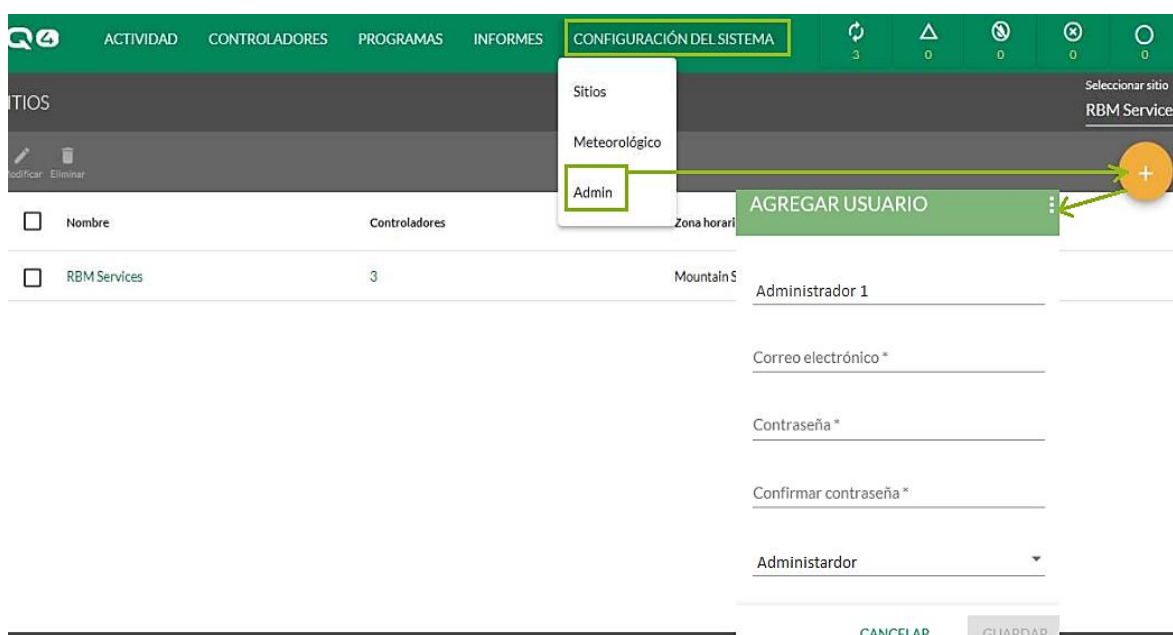 Q4 ACTIVIDAD CONTROLADORES PROGRAMAS INFORMES CONFIGURACIÓN DEL SISTEMA
3 0 0 0 0
Sitios
Meteorológico
Admin
ITIOS
Seleccionar sitio
RBM Service
Modificar Eliminar
+
Nombre Controladores Zona horari
RBM Services 3 Mountain S
AGREGAR USUARIO
Administrador 1
Correo electrónico *
Contraseña *
Confirmar contraseña *
Administardor
CANCELAR GUARDAR